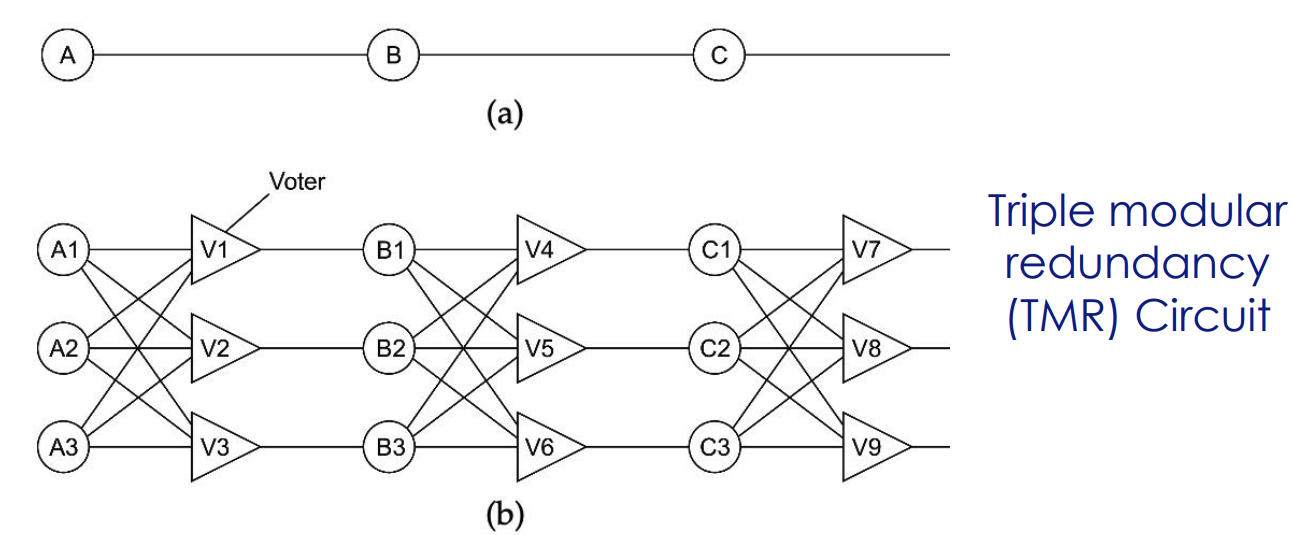 A B C
(a)
Voter
A1 V1 B1 V4 C1 V7
A2 V2 B2 V5 C2 V8
A3 V3 B3 V6 C3 V9
(b)
Triple modular
redundancy
(TMR) Circuit